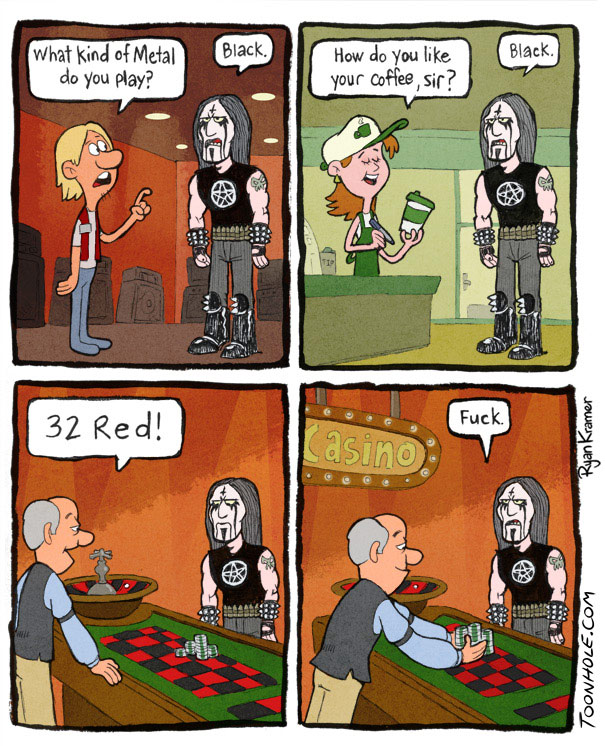 What kind of Metal
do you play?
Black.
How do you like
your coffee, sir?
Black.
TIP
32 Red!
Casino
Fuck.
Ryan Kramer
TOONHOLE.COM